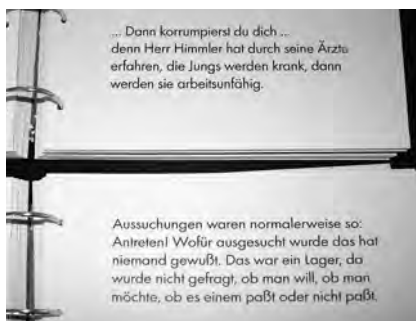 ... Dann korrumpierst du dich ...
denn Herr Himmler hat durch seine Ärzte
erfahren, die Jungs werden krank, dann
werden sie arbeitsunfähig.
Aussuchungen waren normalerweise so:
Antreten! Wofür ausgesucht wurde das hat
niemand gewußt. Das war ein Lager, da
wurde nicht gefragt, ob man will, ob man
möchte, ob es einem paßt oder nicht paßt.